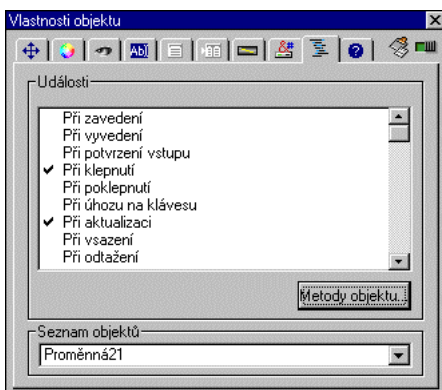 Vlastnosti objektu
Ab
&#
Události
Při zavedení
Při vyvedení
Při potvrzení vstupu
Při klepnutí
Při poklepnutí
Při úhozu na klávesu
Při aktualizaci
Při vsazení
Při odtažení
Metody objektu...
Seznam objektů
Proměnná21